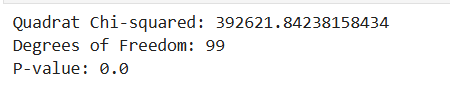 Quadrat Chi-squared: 392621.84238158434
Degrees of Freedom: 99
P-value: 0.0